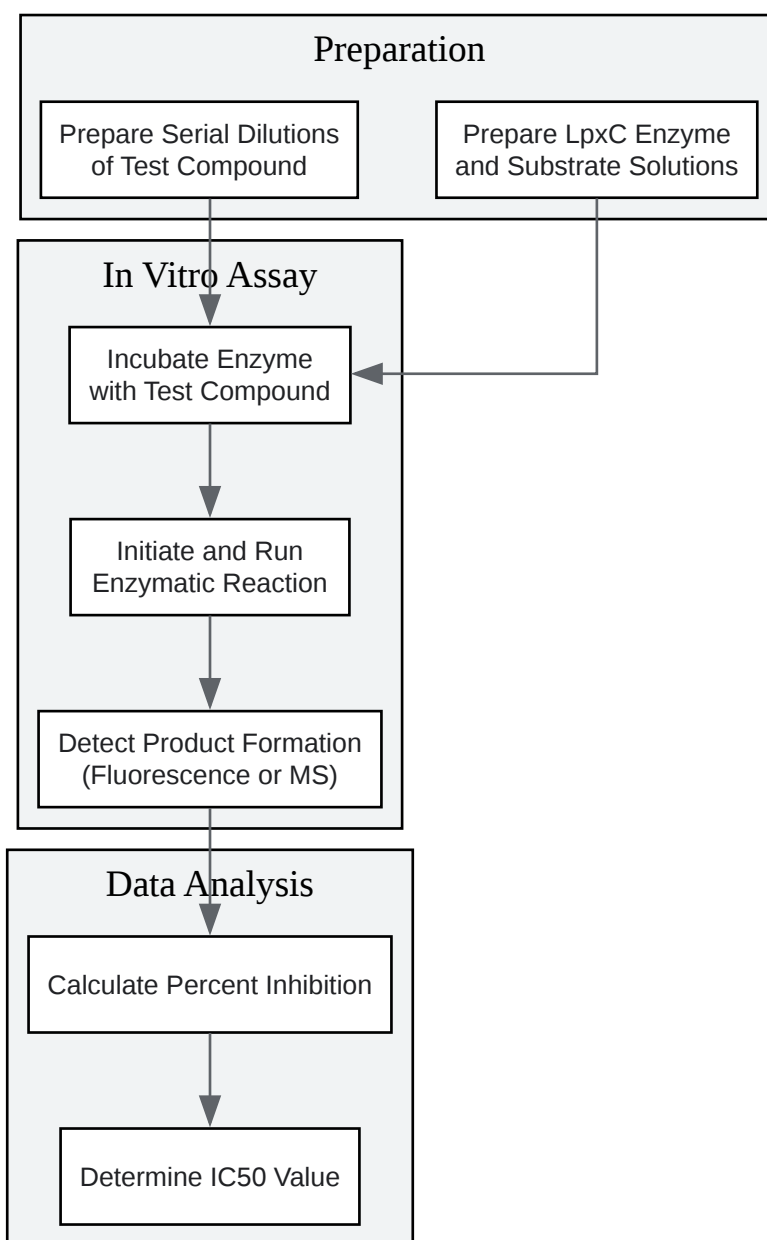 Preparation
Prepare Serial Dilutions
of Test Compound
Prepare LpxC Enzyme
and Substrate Solutions
In Vitro Assay
Incubate Enzyme
with Test Compound
Initiate and Run
Enzymatic Reaction
Detect Product Formation
(Fluorescence or MS)
Data Analysis
Calculate Percent Inhibition
Determine IC50 Value